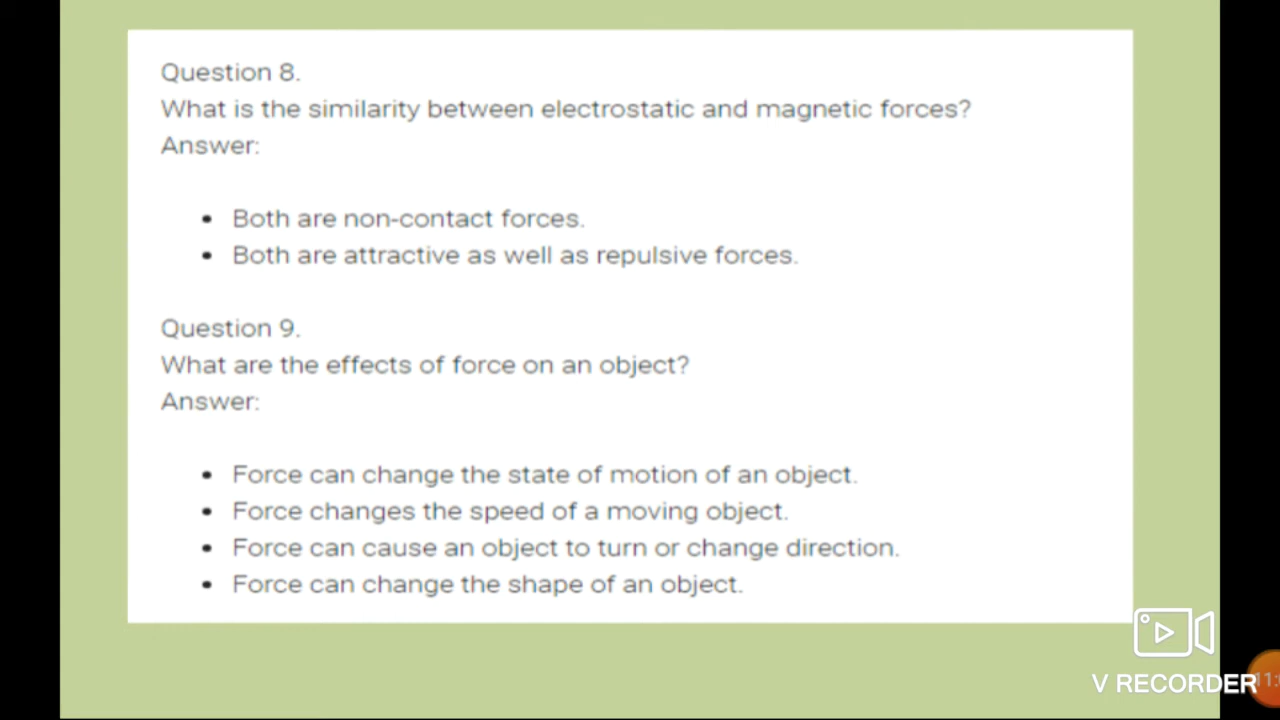 Question 8.
What is the similarity between electrostatic and magnetic forces?
Answer:
• Both are non-contact forces.
• Both are attractive as well as repulsive forces.
Question 9.
What are the effects of force on an object?
Answer:
• Force can change the state of motion of an object.
• Force changes the speed of a moving object.
• Force can cause an object to turn or change direction.
• Force can change the shape of an object.
V RECORDER